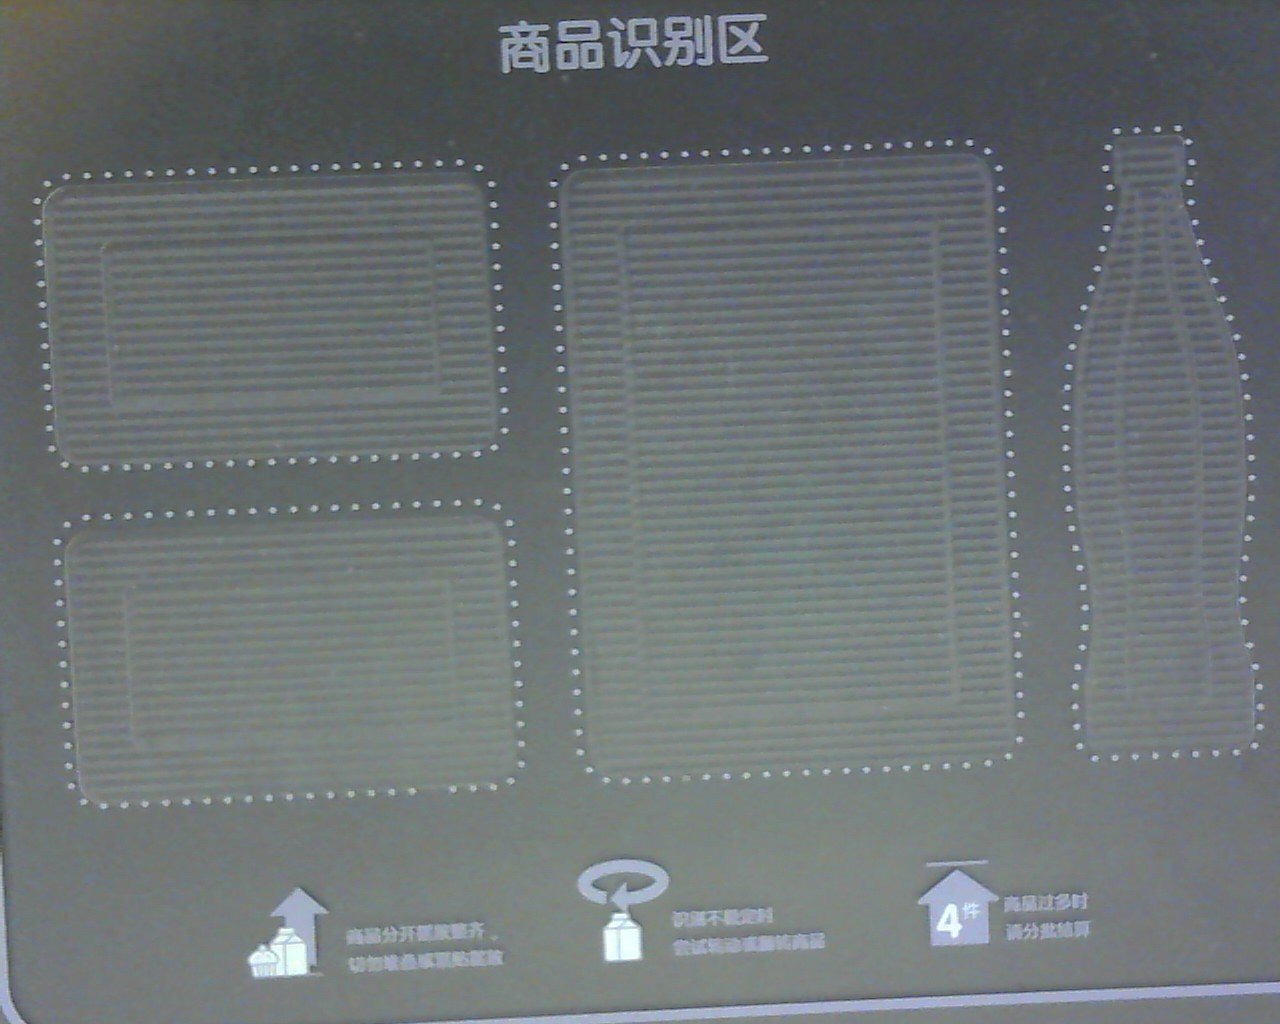 商品识别区
商品分开摆放整齐，
切勿堆叠或紧贴摆放
识别不稳定时
尝试转动或翻转商品
4件
商品过多时
请分批结算